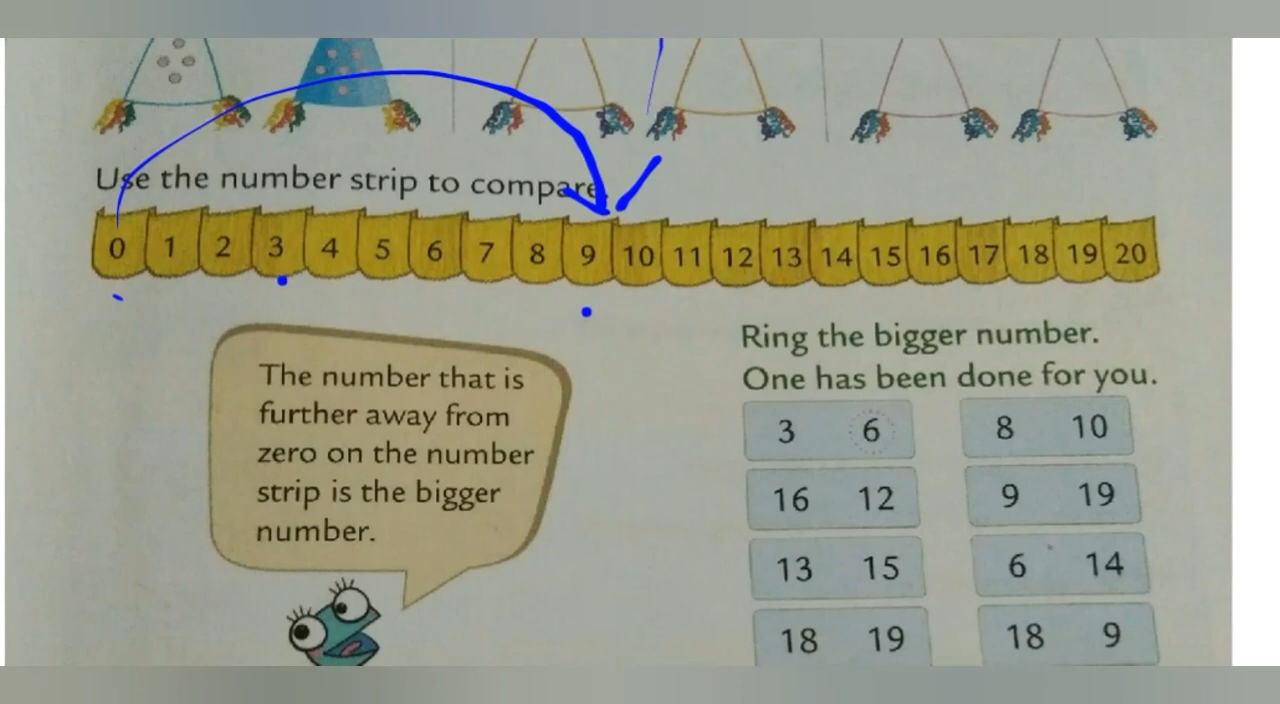 Use the number strip to compare.
0 1 2 3 4 5 6 7 8 9 10 11 12 13 14 15 16 17 18 19 20
The number that is
further away from
zero on the number
strip is the bigger
number.
Ring the bigger number.
One has been done for you.
3 6 8 10
16 12 9 19
13 15 6 14
18 19 18 9